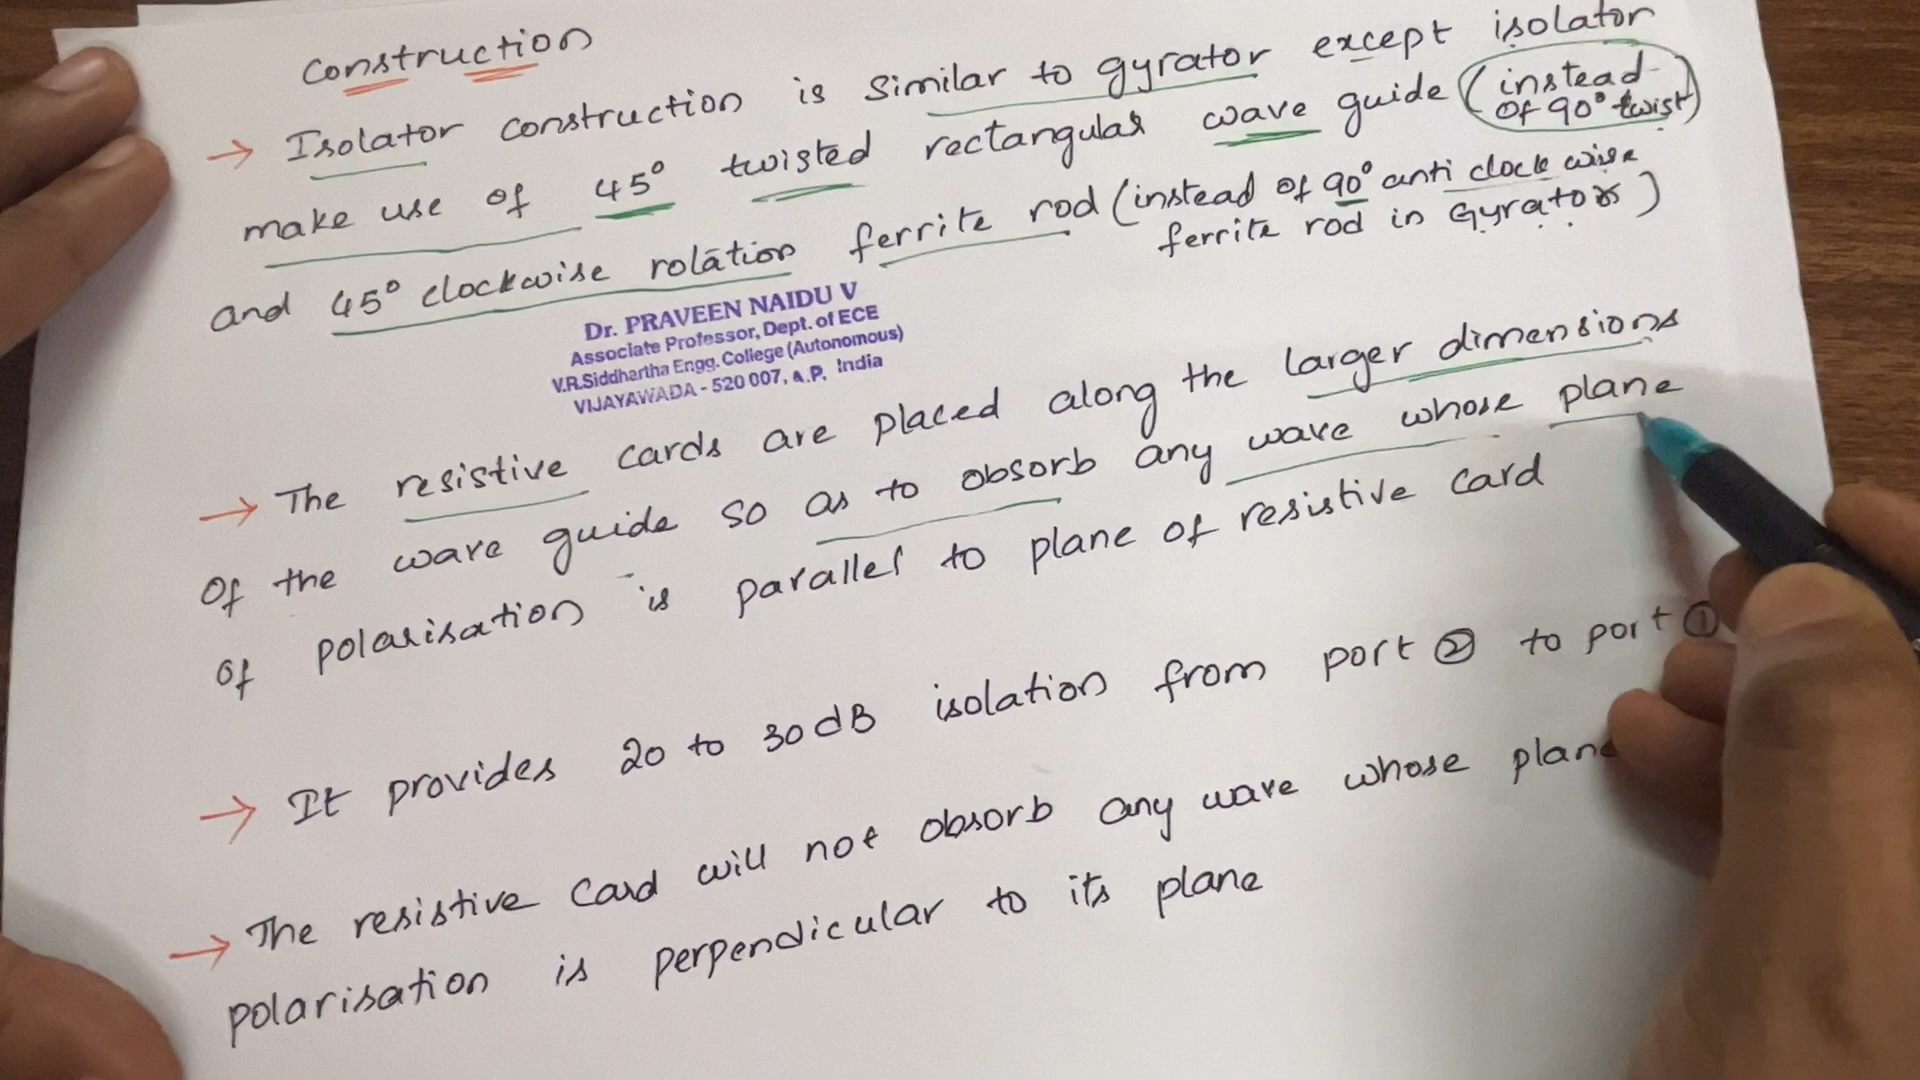 Construction
→ Isolator construction is similar to gyrator except isolator
make use of 45° twisted rectangular wave guide (instead of 90° twist)
and 45° clockwise rotation ferrite rod (instead of 90° anti clock wise
ferrite rod in Gyrator)
Dr. PRAVEEN NAIDU V
Associate Professor, Dept. of ECE
V.R.Siddhartha Engg. College (Autonomous)
VIJAYAWADA - 520 007, A.P. India
→ The resistive cards are placed along the larger dimensions
Of the wave guide so as to obsorb any wave whose plane
of polarisation is parallel to plane of resistive card
→ It provides 20 to 30 dB isolation from port ② to port ①
→ The resistive Card will not obsorb any wave whose plane
polarisation is perpendicular to its plane